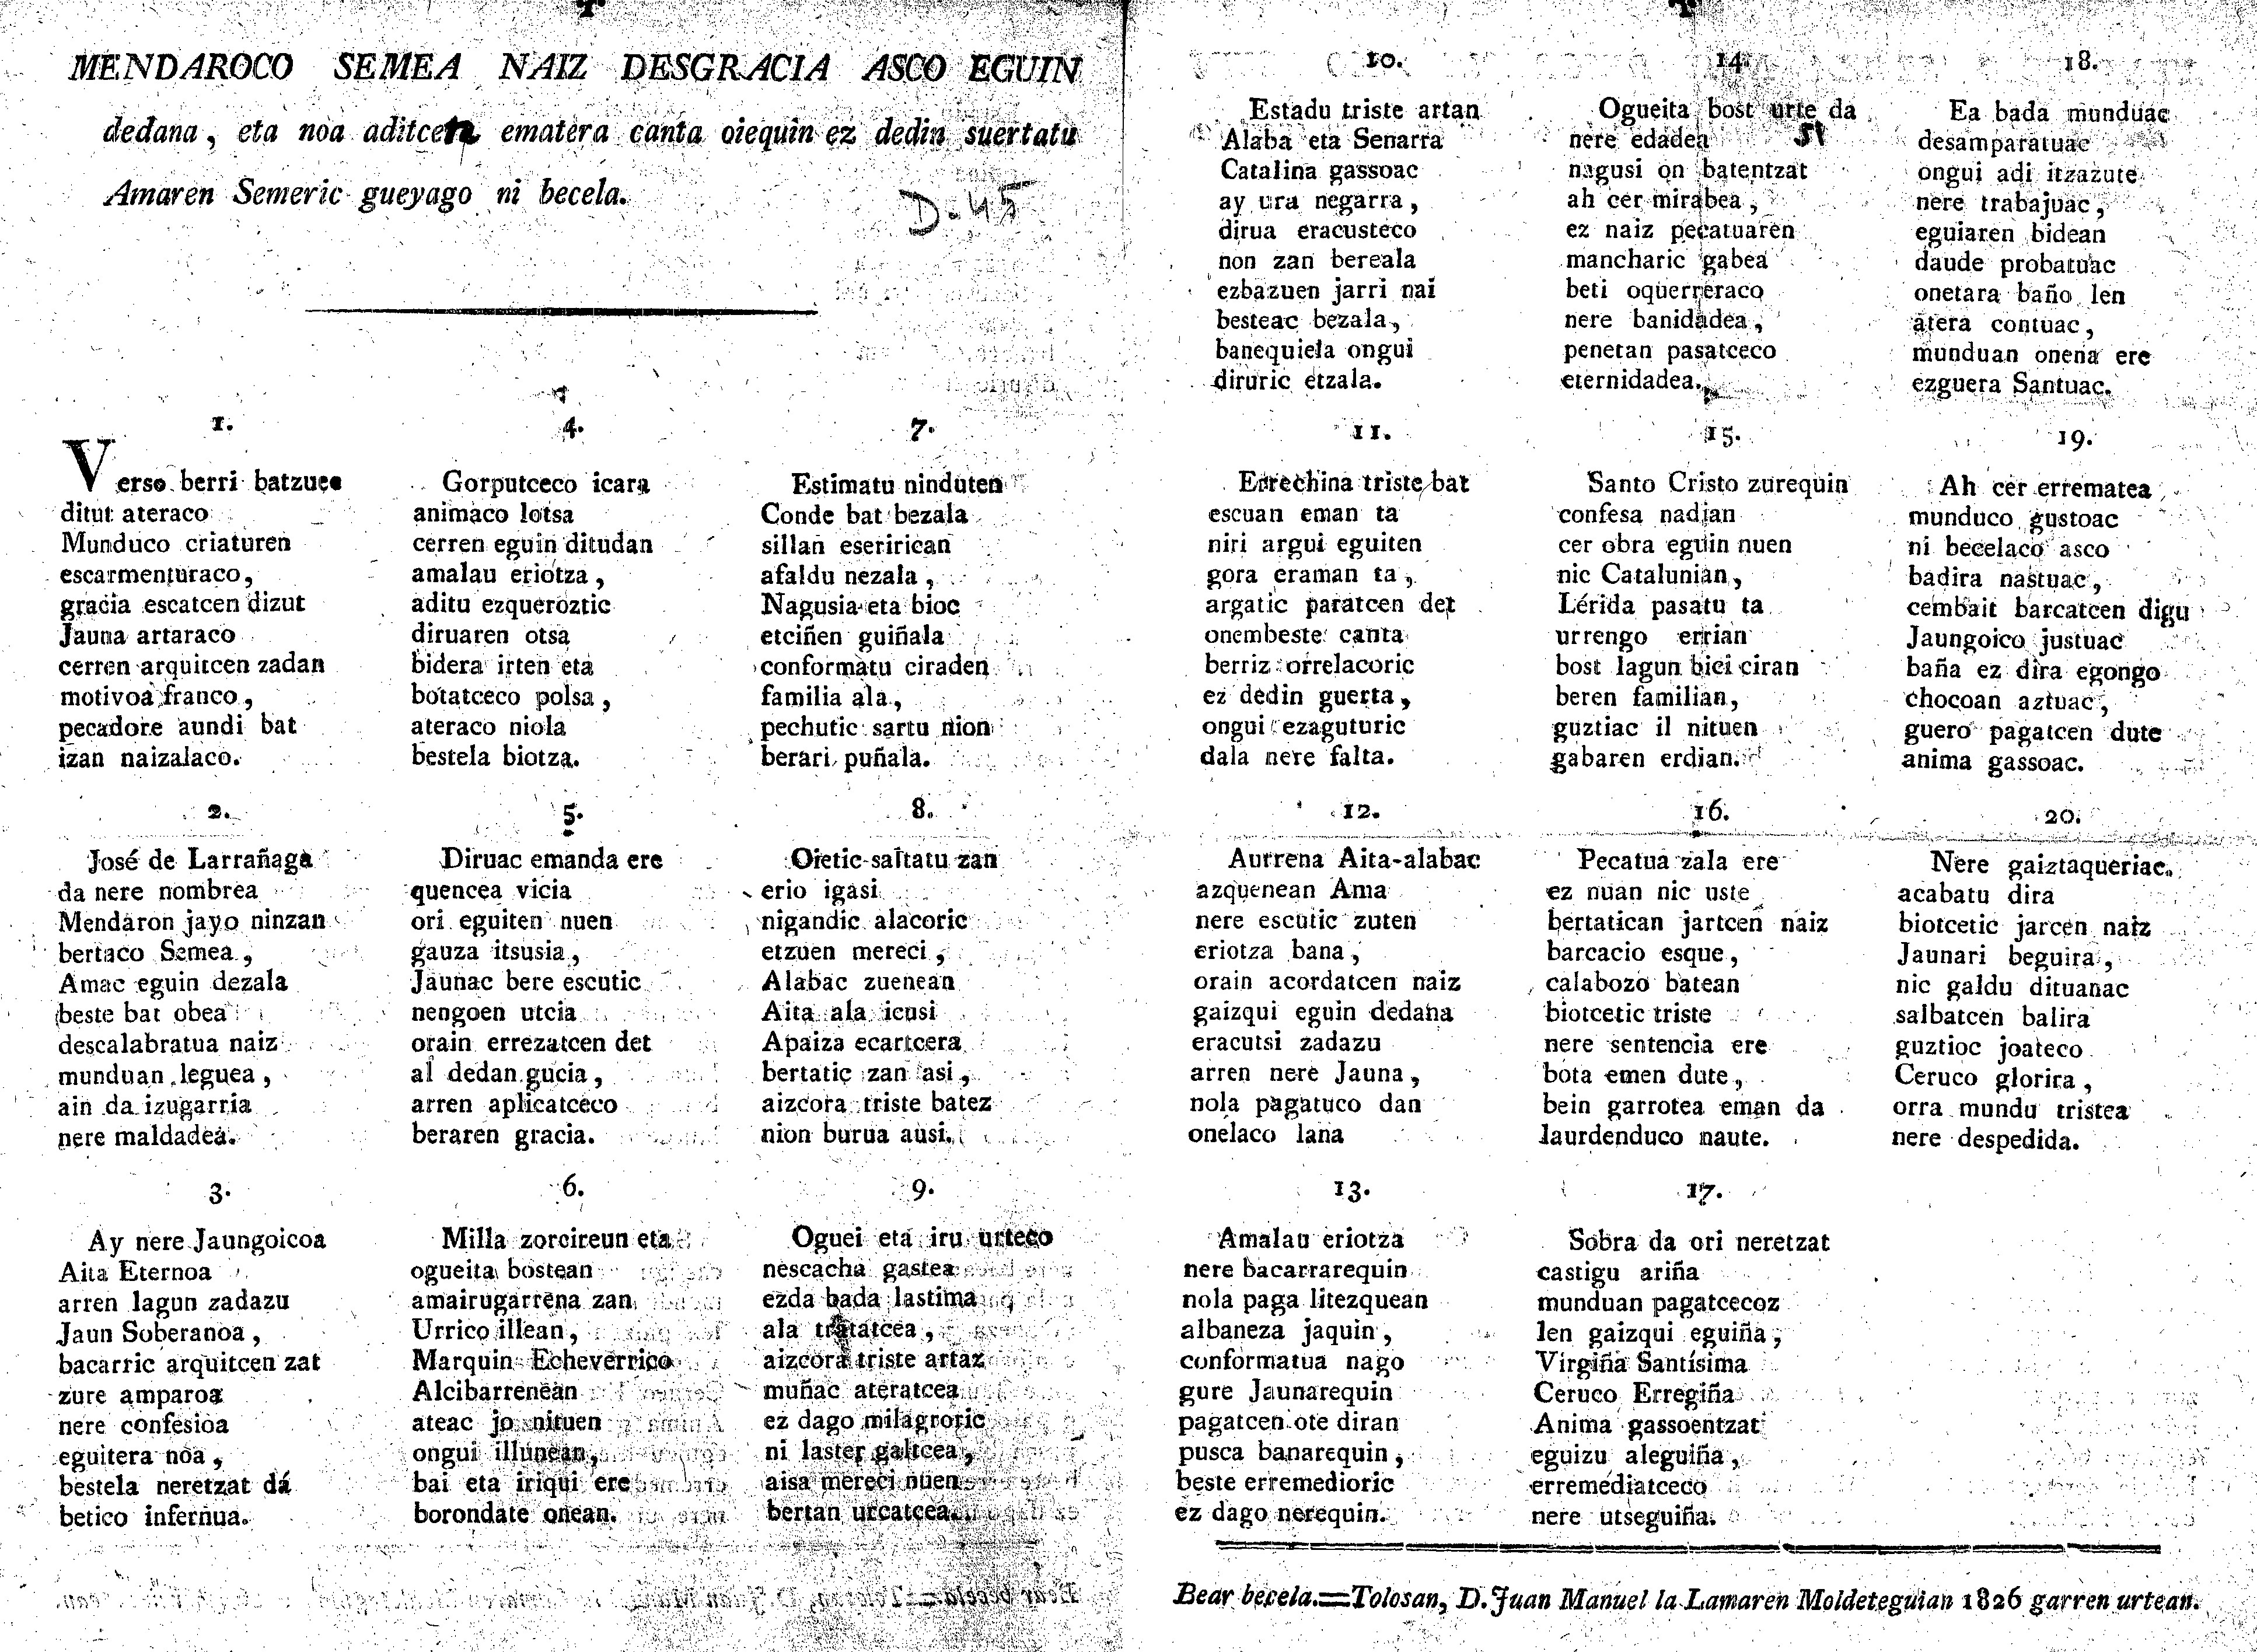 MENDAROCO SEMEA NAIZ DESGRACIA ASCO EGUIN
dedana, eta noa aditcera ematera canta oiequin ez dedin suertatu
Amaren Semeric gueyago ni becela.
D-45
1.
Verso berri batzuec
ditut ateraco
Munduco criaturen
escarmenturaco,
gracia escatcen dizut
Jauna artaraco
cerren arquitcen zadan
motivoa franco,
pecadore aundi bat
izan naizalaco.
2.
José de Larrañaga
da nere nombrea
Mendaron jayo ninzan
bertaco Semea,
Amac eguin dezala
beste bat obea
descalabratua naiz
munduan leguea,
ain da izugarria
nere maldadea.
3.
Ay nere Jaungoicoa
Aita Eternoa
arren lagun zadazu
Jaun Soberanoa,
bacarric arquitcen zat
zure amparoa
nere confesioa
eguitera noa,
bestela neretzat dá
betico infernua.
4.
Gorputceco icara
animaco lotsa
cerren eguin ditudan
amalau eriotza,
aditu ezqueroztic
diruaren otsa
bidera irten eta
botatceco polsa,
ateraco niola
bestela biotza.
5.
Diruac emanda ere
quencea vicia
ori eguiten nuen
gauza itsusia,
Jaunac bere escutic
nengoen utcia
orain errezatcen det
al dedan gucia,
arren aplicatceco
beraren gracia.
6.
Milla zorcireun eta
ogueita bostean
amairugarrena zan
Urrico illean,
Marquin Echeverrico
Alcibarrenean
ateac jo nituen
ongui illunean,
bai eta iriqui ere
borondate onean.
7.
Estimatu ninduten
Conde bat bezala
sillan eseririican
afaldu nezala,
Nagusia eta bioc
etciñen guiñala
conformatu ciraden
familia ala,
pechutic sartu nion
berari puñala.
8.
Oietic saltatu zan
erio igasi
nigandic alacoric
etzuen mereci,
Alabac zuenean
Aita ala icusi
Apaiza ecartcera
bertatic zan asi,
aizcora triste batez
nion burua ausi.
9.
Oguei eta iru urteco
nescacha gastea
ezda bada lastima
ala tratatcea,
aizcora triste artaz
muñac ateratcea
ez dago milagroric
ni laster galtcea,
aisa mereci nuen
bertan urcatcea.
10.
Estadu triste artan
Alaba eta Senarra
Catalina gassoac
ay ura negarra,
dirua eracusteco
non zan bereala
ezbazuen jarri nai
besteac bezala,
banequiela ongui
diruric etzala.
11.
Errechina triste bat
escuan eman ta
niri argui eguiten
gora eraman ta,
argatic paratcen det
onembeste canta
berriz orrelacoric
ez dedin guerta,
ongui ezaguturic
dala nere falta.
12.
Aurrena Aita-alabac
azquenean Ama
nere escutic zuten
eriotza bana,
orain acordatcen naiz
gaizqui eguin dedana
eracutsi zadazu
arren nere Jauna,
nola pagatuco dan
onelaco lana
13.
Amalau eriotza
nere bacarrarequin
nola paga litezquean
albaneza jaquin,
conformatua nago
gure Jaunarequin
pagatcen ote diran
pusca banarequin,
beste erremedioric
ez dago nerequin.
14.
Ogueita bost urte da
nere edadea
51
nagusi on batentzat
ah cer mirabea,
ez naiz pecatuaren
mancharic gabea
beti oquerreraco
nere banidadea,
penetan pasatceco
eternidadea.
15.
Santo Cristo zurequin
confesa nadian
cer obra eguin nuen
nic Catalunian,
Lérida pasatu ta
urrengo errian
bost lagun bici ciran
beren familian,
guztiac il nituen
gabaren erdian.
16.
Pecatua zala ere
ez nuan nic uste
bertatican jartcen naiz
barcacio esque,
calabozo batean
biotcetic triste
nere sentencia ere
bota emen dute,
bein garrotea eman da
laurdenduco naute.
17.
Sobra da ori neretzat
castigu ariña
munduan pagatcecoz
len gaizqui eguiña,
Virgiña Santísima
Ceruco Erregiña
Anima gassoentzat
eguizu aleguiña,
erremediatceco
nere utseguiña.
18.
Ea bada munduac
desamparatuac
ongui adi itzazute
nere trabajuac,
eguiaren bidean
daude probatuac
onetara baño len
atera contuac,
munduan onena ere
ezguera Santuac.
19.
Ah cer errematea
munduco gustoac
ni becelaco asco
badira nastuac,
cembait barcatcen digu
Jaungoico justuac
baña ez dira egongo
chocoan aztuac,
guero pagatcen dute
anima gassoac.
20.
Nere gaiztaqueriac
acabatu dira
biotcetic jarcen naiz
Jaunari beguira,
nic galdu dituanac
salbatcen balira
guztioc joateco
Ceruco glorira,
orra mundu tristea
nere despedida.
Bear becela.=Tolosan, D. Juan Manuel la Lamaren Moldeteguian 1826 garren urtean.